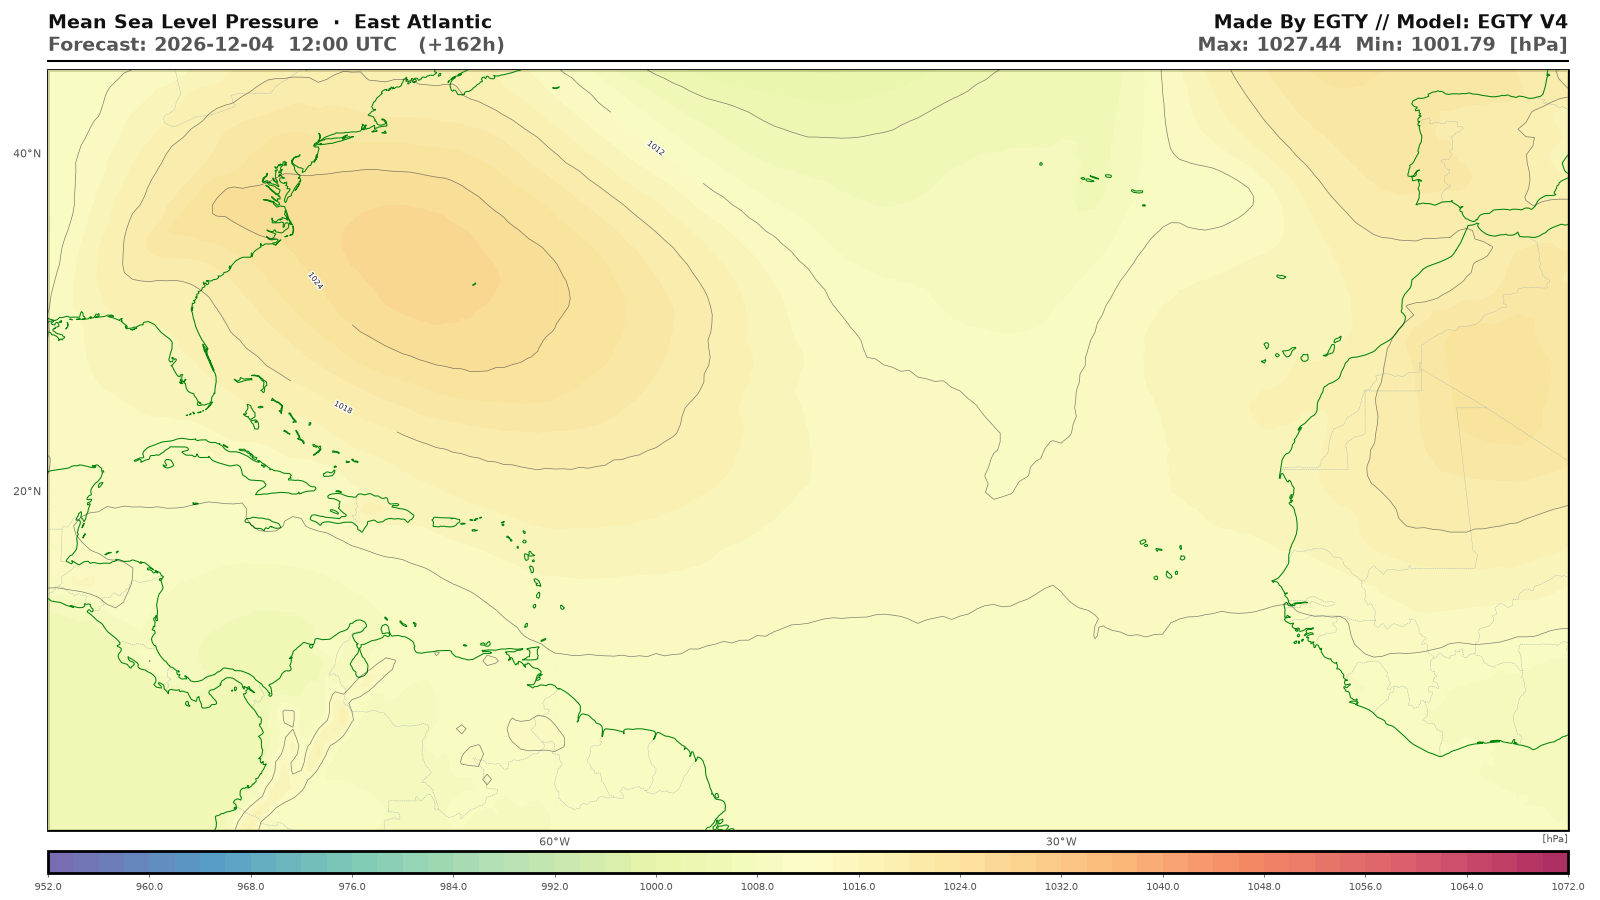 Mean Sea Level Pressure · East Atlantic
Made By EGTY // Model: EGTY V4
Forecast: 2026-12-04 12:00 UTC (+162h)
Max: 1027.44 Min: 1001.79 [hPa]
1012
40°N
1024
1018
20°N
60°W
30°W
[hPa]
952.0 960.0 968.0 976.0 984.0 992.0 1000.0 1008.0 1016.0 1024.0 1032.0 1040.0 1048.0 1056.0 1064.0 1072.0